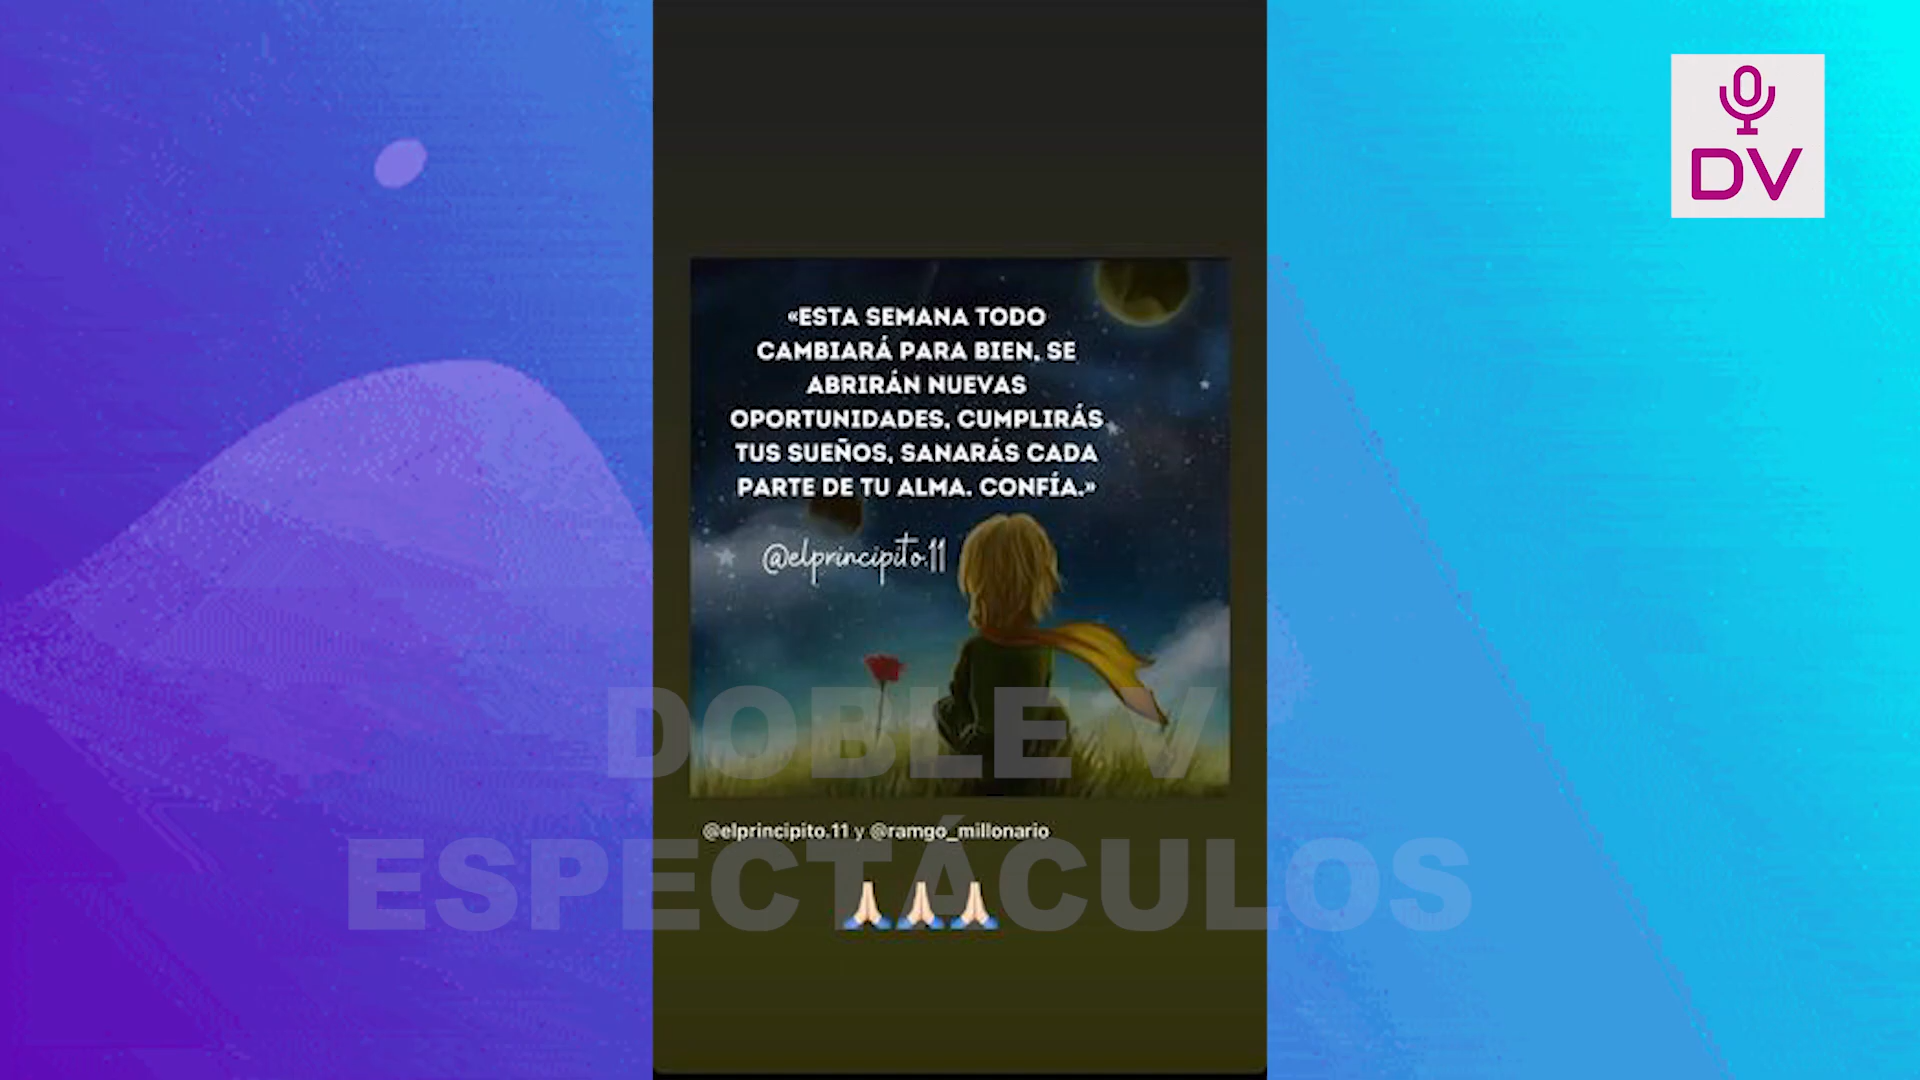 DV
«ESTA SEMANA TODO
CAMBIARÁ PARA BIEN, SE
ABRIRÁN NUEVAS
OPORTUNIDADES, CUMPLIRÁS
TUS SUEÑOS, SANARÁS CADA
PARTE DE TU ALMA. CONFÍA.»
@elprincipito.11
DOBLE V
@elprincipito.11 y @ramgo_millonario
ESPECTÁCULOS